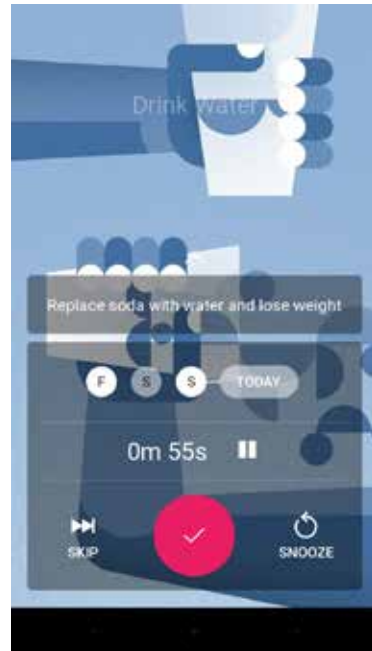 Drink Water
Replace soda with water and lose weight
F S S TODAY
0m 55s
SKIP SNOOZE